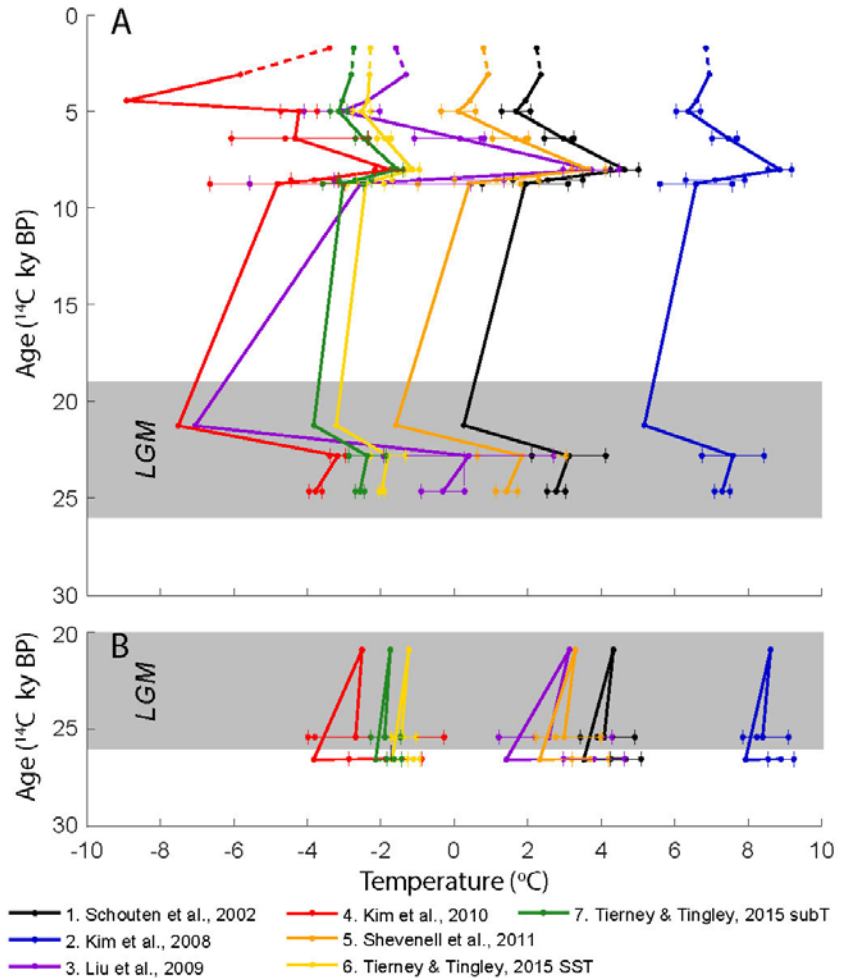 A
0
5
10
15
20
25
30
Age (¹⁴C ky BP)
LGM
B
20
25
30
Age (¹⁴C ky BP)
LGM
-10 -8 -6 -4 -2 0 2 4 6 8 10
Temperature (°C)
1. Schouten et al., 2002
2. Kim et al., 2008
3. Liu et al., 2009
4. Kim et al., 2010
5. Shevenell et al., 2011
6. Tierney & Tingley, 2015 SST
7. Tierney & Tingley, 2015 subT